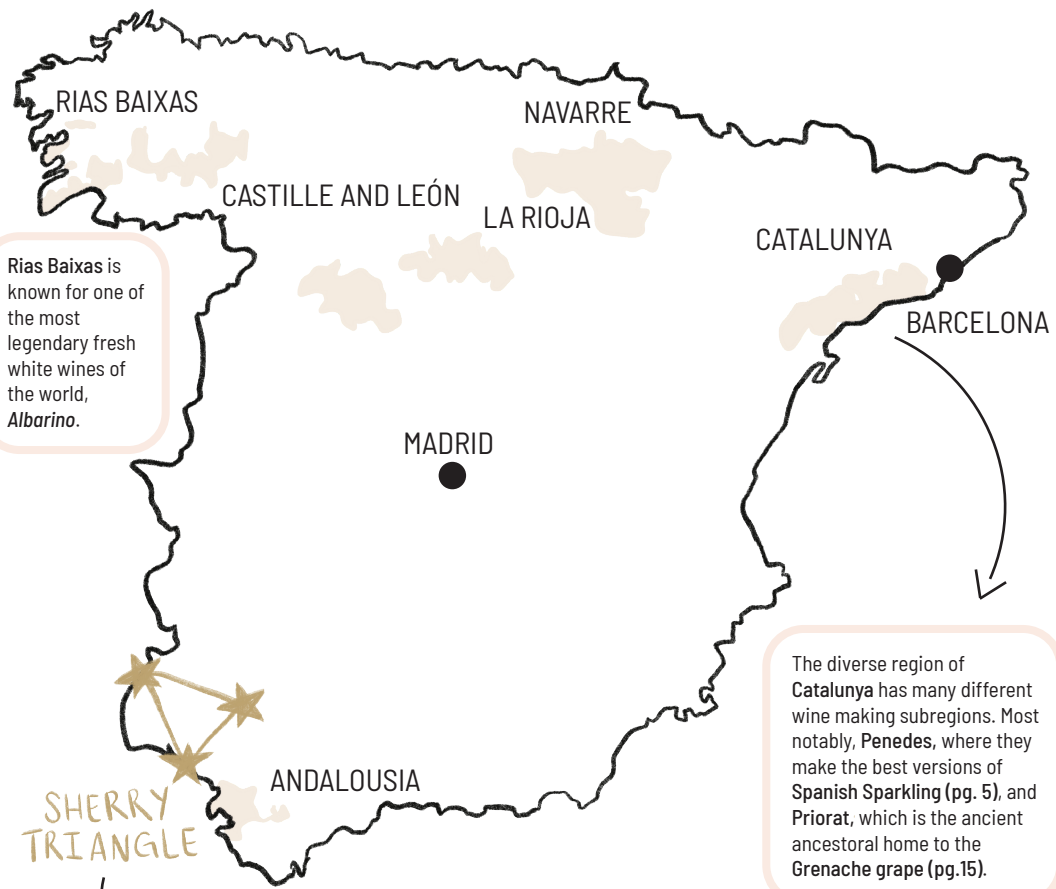 RIAS BAIXAS
NAVARRE
CASTILLE AND LEÓN
LA RIOJA
CATALUNYA
Rias Baixas is
known for one of
the most
legendary fresh
white wines of
the world,
Albarino.
BARCELONA
MADRID
The diverse region of
Catalunya has many different
wine making subregions. Most
notably, Penedes, where they
make the best versions of
Spanish Sparkling (pg. 5), and
Priorat, which is the ancient
ancestoral home to the
Grenache grape (pg.15).
ANDALOUSIA
SHERRY
TRIANGLE